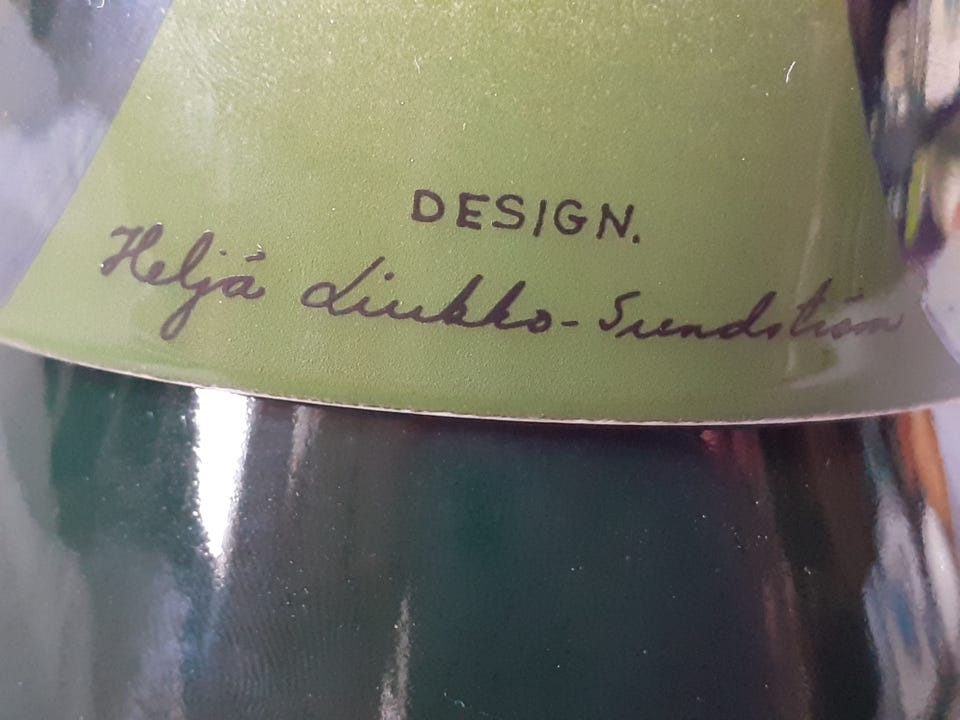 DESIGN.
Heljä Liukko-Sundström